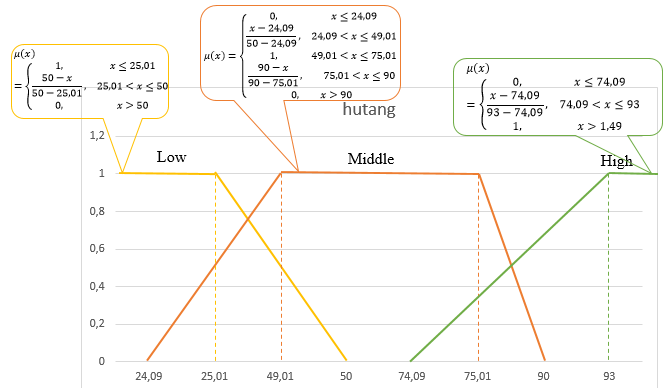 μ(x)
= { 1, x ≤ 25,01
50 − x / 50 − 25,01, 25,01 < x ≤ 50
0, x > 50
μ(x) = { 0, x ≤ 24,09
x − 24,09 / 50 − 24,09, 24,09 < x ≤ 49,01
1, 49,01 < x ≤ 75,01
90 − x / 90 − 75,01, 75,01 < x ≤ 90
0, x > 90
μ(x)
= { 0, x ≤ 74,09
x − 74,09 / 93 − 74,09, 74,09 < x ≤ 93
1, x > 1,49
hutang
Low
Middle
High
1,2
1
0,8
0,6
0,4
0,2
0
24,09 25,01 49,01 50 74,09 75,01 90 93